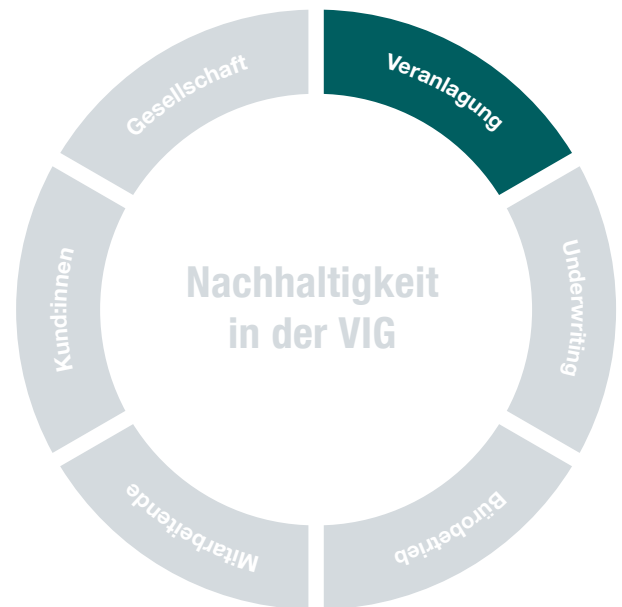 Nachhaltigkeit
in der VIG
Veranlagung
Underwriting
Bürobetrieb
Mitarbeitende
Kund:innen
Gesellschaft